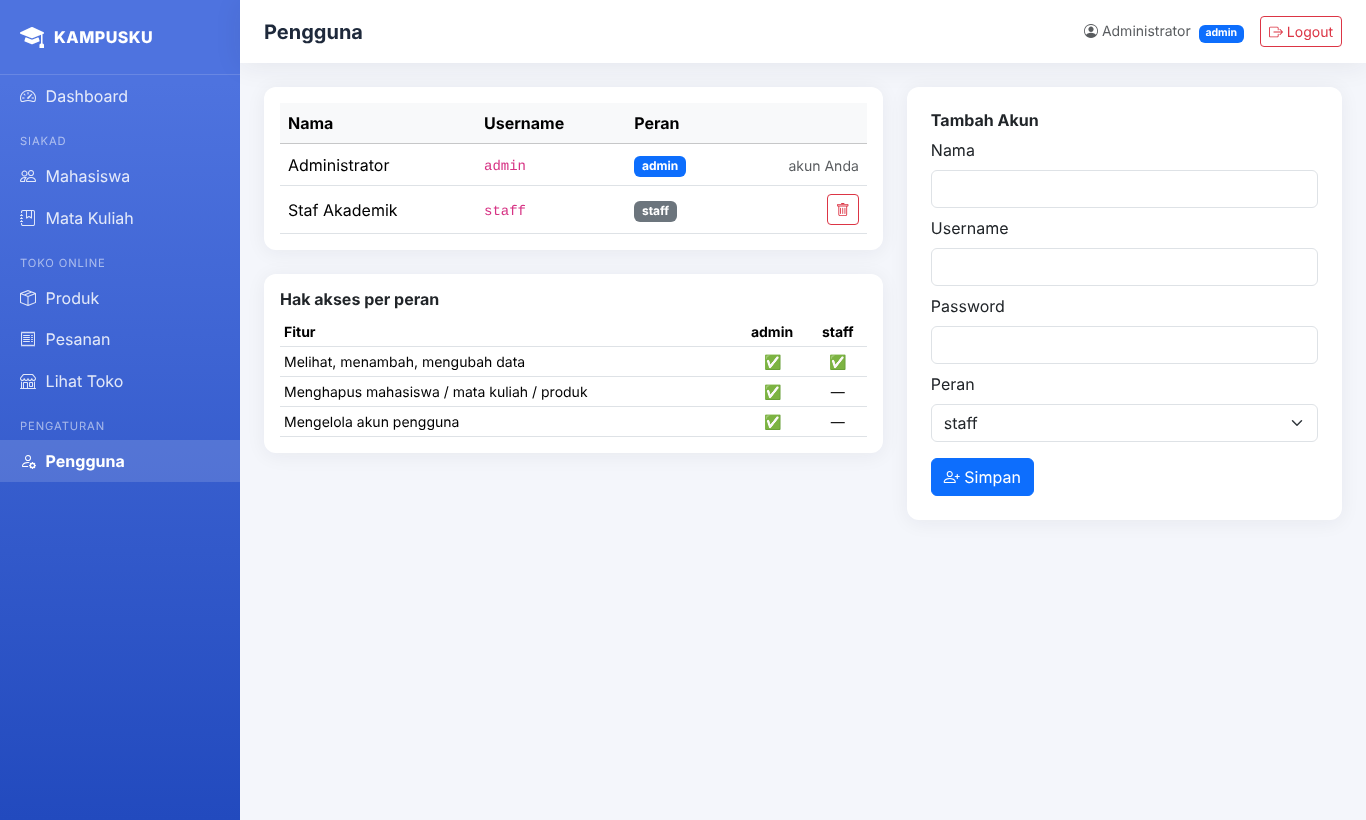 KAMPUSKU
Dashboard
SIAKAD
Mahasiswa
Mata Kuliah
TOKO ONLINE
Produk
Pesanan
Lihat Toko
PENGATURAN
Pengguna
Pengguna
Administrator admin Logout
Nama Username Peran
Administrator admin admin akun Anda
Staf Akademik staff staff
Hak akses per peran
Fitur admin staff
Melihat, menambah, mengubah data ✅ ✅
Menghapus mahasiswa / mata kuliah / produk ✅ —
Mengelola akun pengguna ✅ —
Tambah Akun
Nama
Username
Password
Peran
staff
Simpan